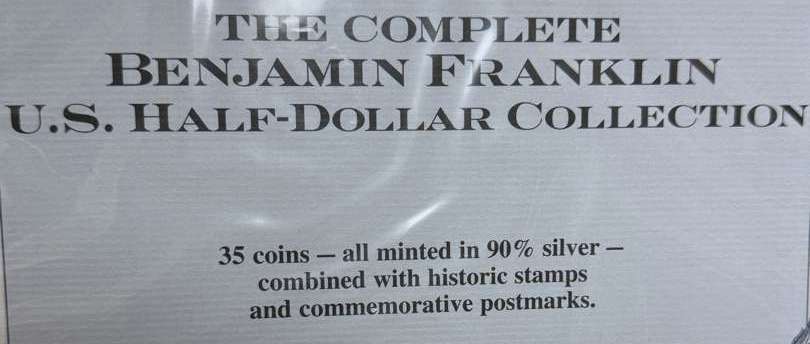 THE COMPLETE
BENJAMIN FRANKLIN
U.S. HALF-DOLLAR COLLECTION
35 coins — all minted in 90% silver —
combined with historic stamps
and commemorative postmarks.